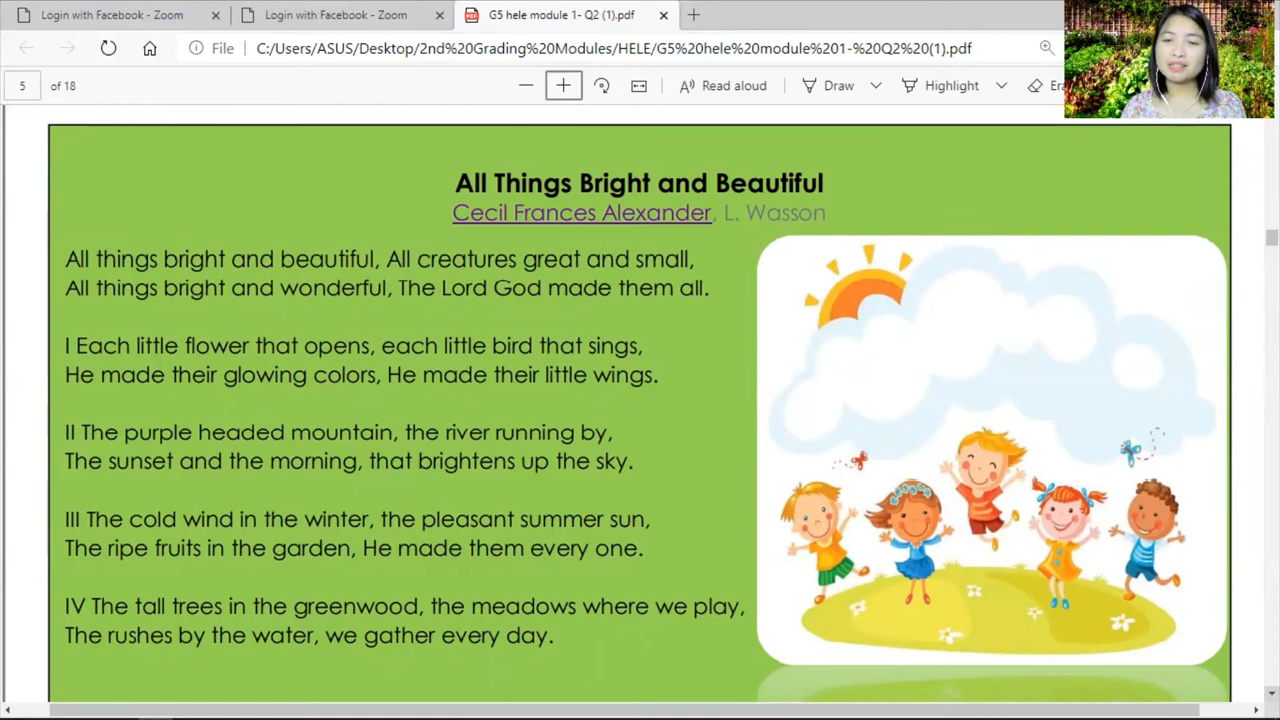 Login with Facebook - Zoom
Login with Facebook - Zoom
G5 hele module 1- Q2 (1).pdf
File
C:/Users/ASUS/Desktop/2nd%20Grading%20Modules/HELE/G5%20hele%20module%201-%20Q2%20(1).pdf
5 of 18
Read aloud
Draw
Highlight
Era
All Things Bright and Beautiful
Cecil Frances Alexander, L. Wasson
All things bright and beautiful, All creatures great and small,
All things bright and wonderful, The Lord God made them all.
I Each little flower that opens, each little bird that sings,
He made their glowing colors, He made their little wings.
II The purple headed mountain, the river running by,
The sunset and the morning, that brightens up the sky.
III The cold wind in the winter, the pleasant summer sun,
The ripe fruits in the garden, He made them every one.
IV The tall trees in the greenwood, the meadows where we play,
The rushes by the water, we gather every day.